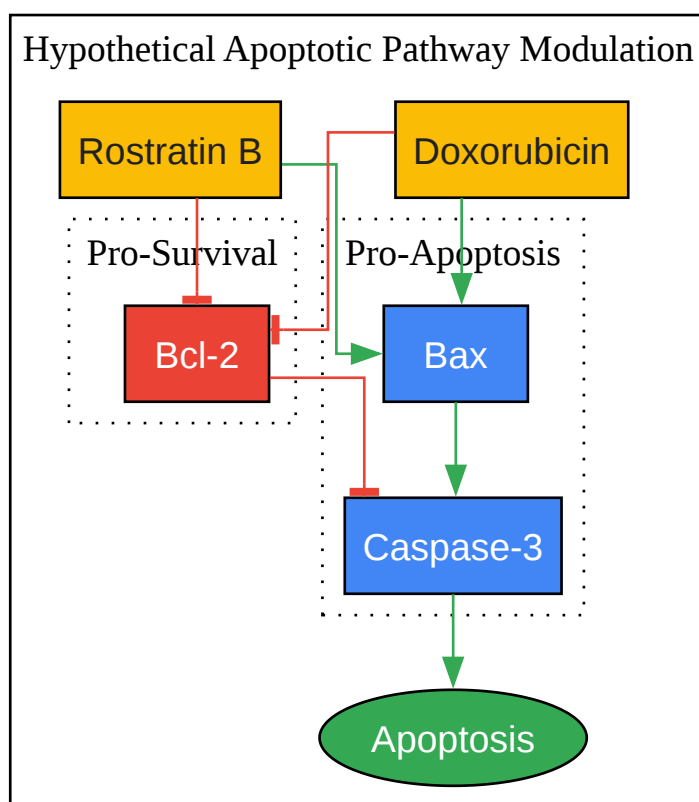 Hypothetical Apoptotic Pathway Modulation
Rostratin B
Doxorubicin
Pro-Survival
Pro-Apoptosis
Bcl-2
Bax
Caspase-3
Apoptosis